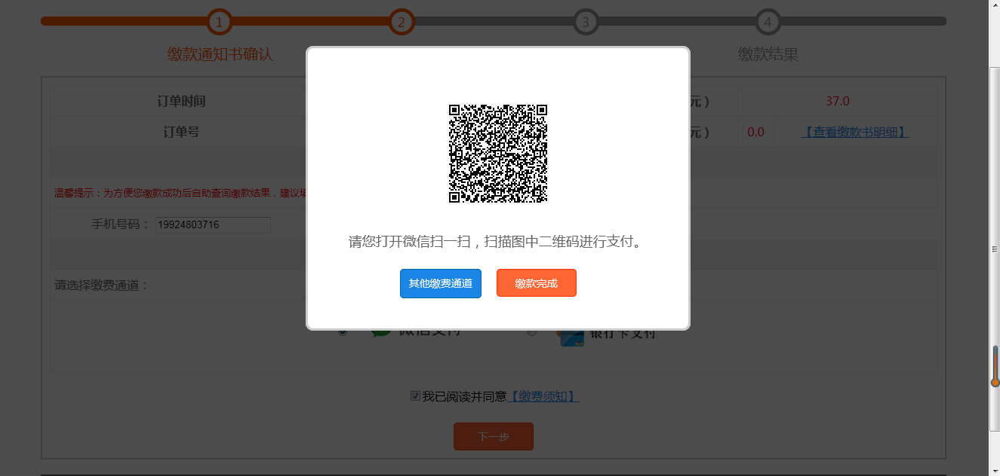 1
2
3
4
缴款通知书确认
缴款结果
订单时间
元）
37.0
订单号
元）
0.0
【查看缴款书明细】
温馨提示：为方便您缴款成功后自助查询缴款结果，建议填
手机号码：
19924803716
请选择缴费通道：
请您打开微信扫一扫，扫描图中二维码进行支付。
其他缴费通道
缴款完成
微信支付
银行卡支付
我已阅读并同意【缴费须知】
下一步